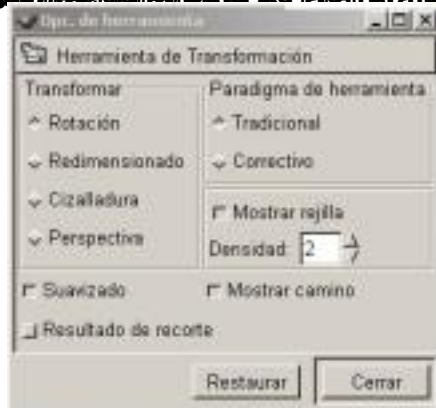 Opc. de herramienta
Herramienta de Transformación
Transformar
Rotación
Redimensionado
Cizalladura
Perspectiva
Paradigma de herramienta
Tradicional
Correctivo
Mostrar rejilla
Densidad 2
Suavizado
Mostrar camino
Resultado de recorte
Restaurar
Cerrar